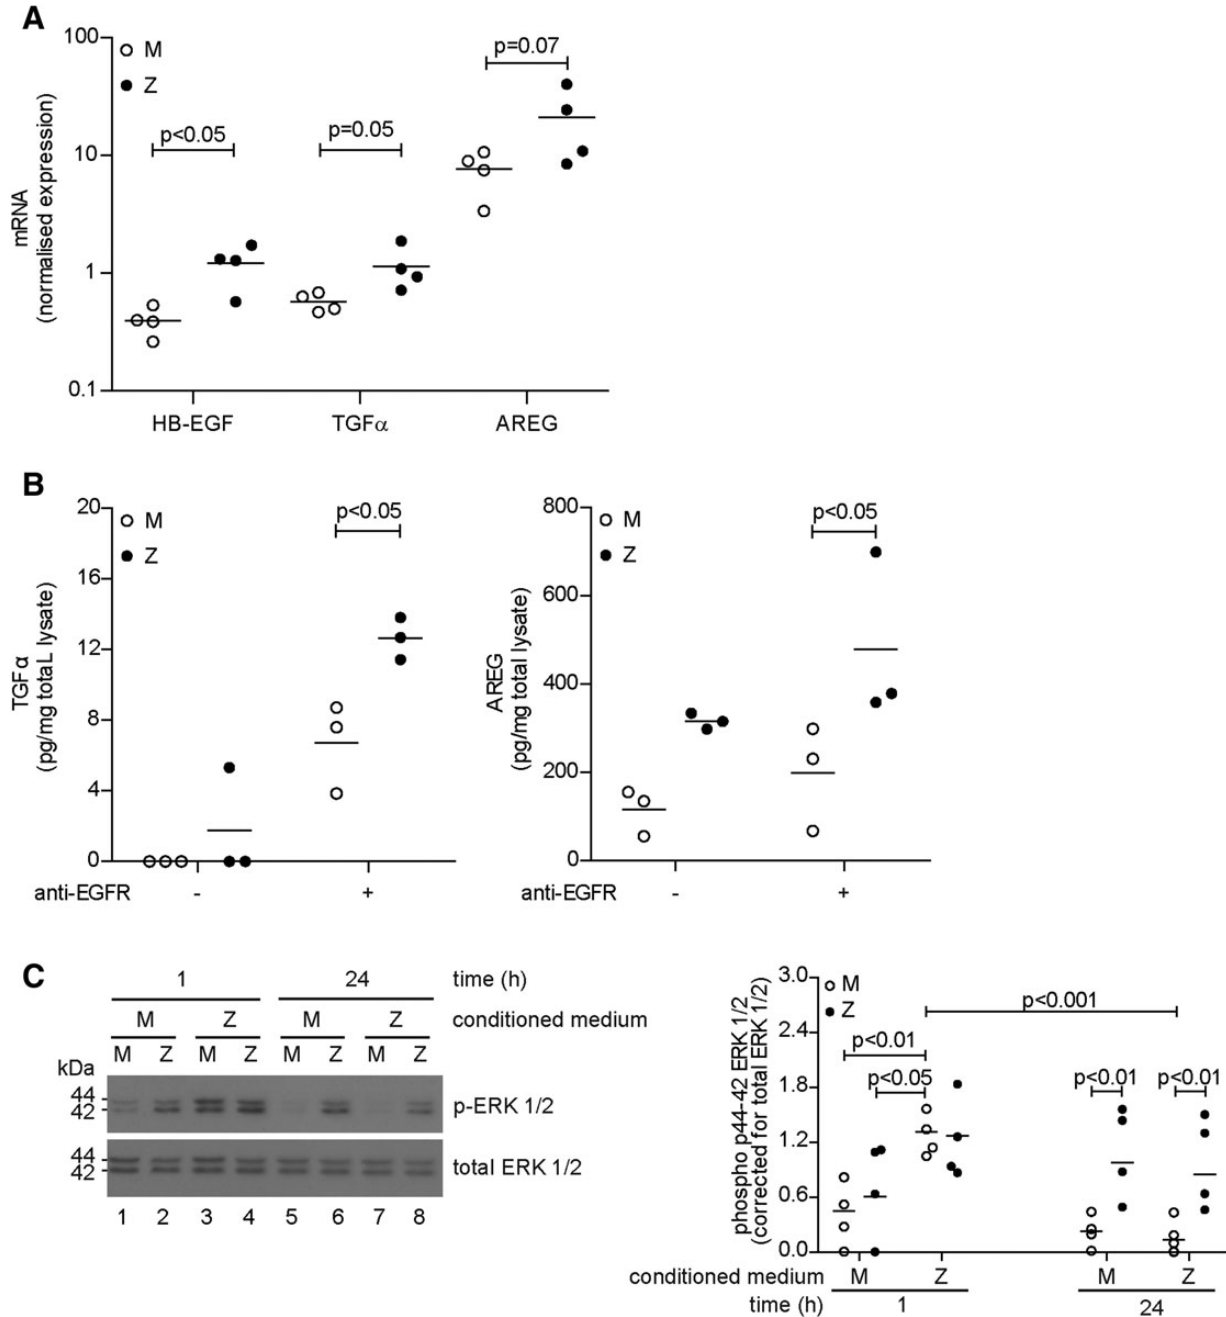 A
100
M
Z
p<0.05
p=0.05
p=0.07
10
1
0.1
mRNA
(normalised expression)
HB-EGF TGFα AREG
B
20
M
Z
p<0.05
16
12
8
4
0
TGFα
(pg/mg totaL lysate)
anti-EGFR - +
800
M
Z
p<0.05
600
400
200
0
AREG
(pg/mg total lysate)
- +
C
1 24 time (h)
M Z M Z conditioned medium
M Z M Z M Z M Z
kDa
44
42
p-ERK 1/2
44
42
total ERK 1/2
1 2 3 4 5 6 7 8
3.0
M
Z
p<0.001
2.4
p<0.01
p<0.05
p<0.01
p<0.01
1.8
1.2
0.6
0.0
phospho p44-42 ERK 1/2
(corrected for total ERK 1/2)
conditioned medium M Z M Z
time (h) 1 24